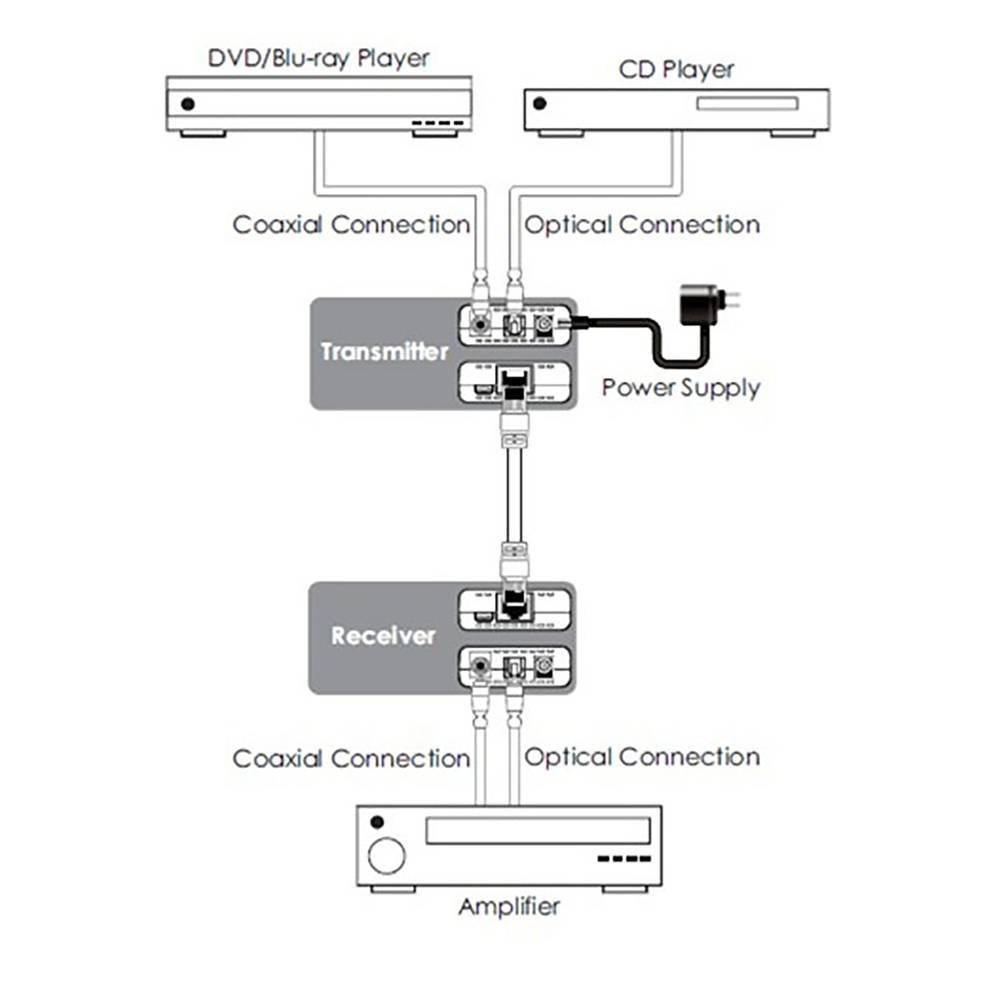 DVD/Blu-ray Player
CD Player
Coaxial Connection
Optical Connection
Transmitter
Power Supply
Receiver
Coaxial Connection
Optical Connection
Amplifier